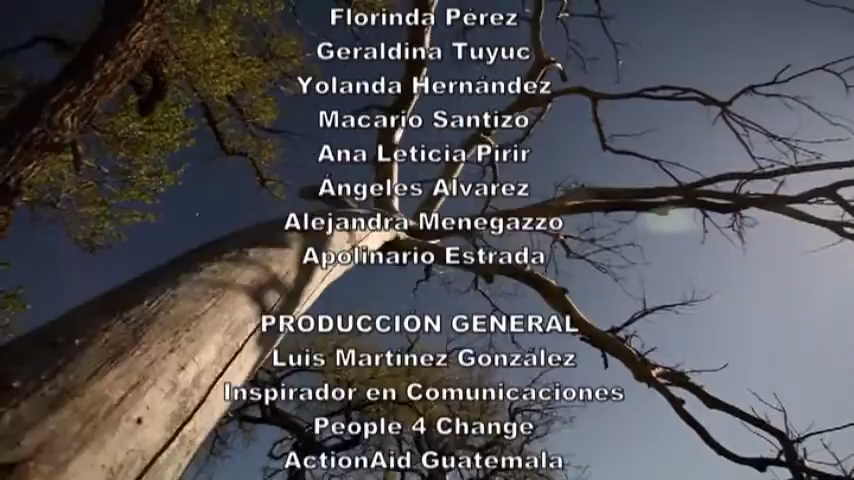 Florinda Pérez
Geraldina Tuyuc
Yolanda Hernández
Macario Santizo
Ana Leticia Pirir
Ángeles Alvarez
Alejandra Menegazzo
Apolinario Estrada
PRODUCCIÓN GENERAL
Luis Martínez González
Inspirador en Comunicaciones
People 4 Change
ActionAid Guatemala